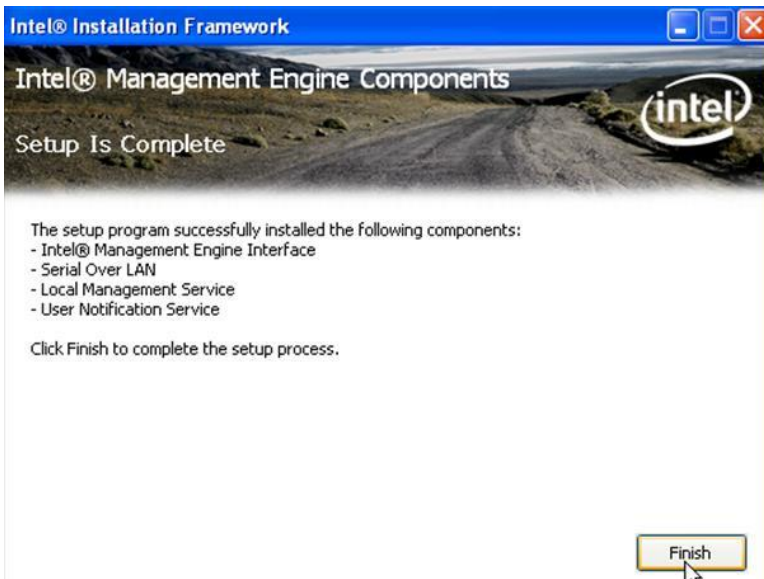 Intel® Installation Framework
Intel® Management Engine Components
intel
Setup Is Complete
The setup program successfully installed the following components:
- Intel® Management Engine Interface
- Serial Over LAN
- Local Management Service
- User Notification Service
Click Finish to complete the setup process.
Finish